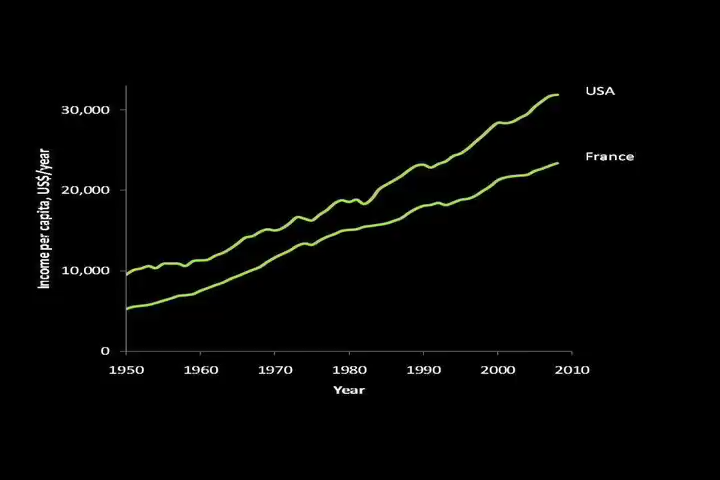 USA
30,000
France
20,000
10,000
0
Income per capita, US$/year
1950 1960 1970 1980 1990 2000 2010
Year